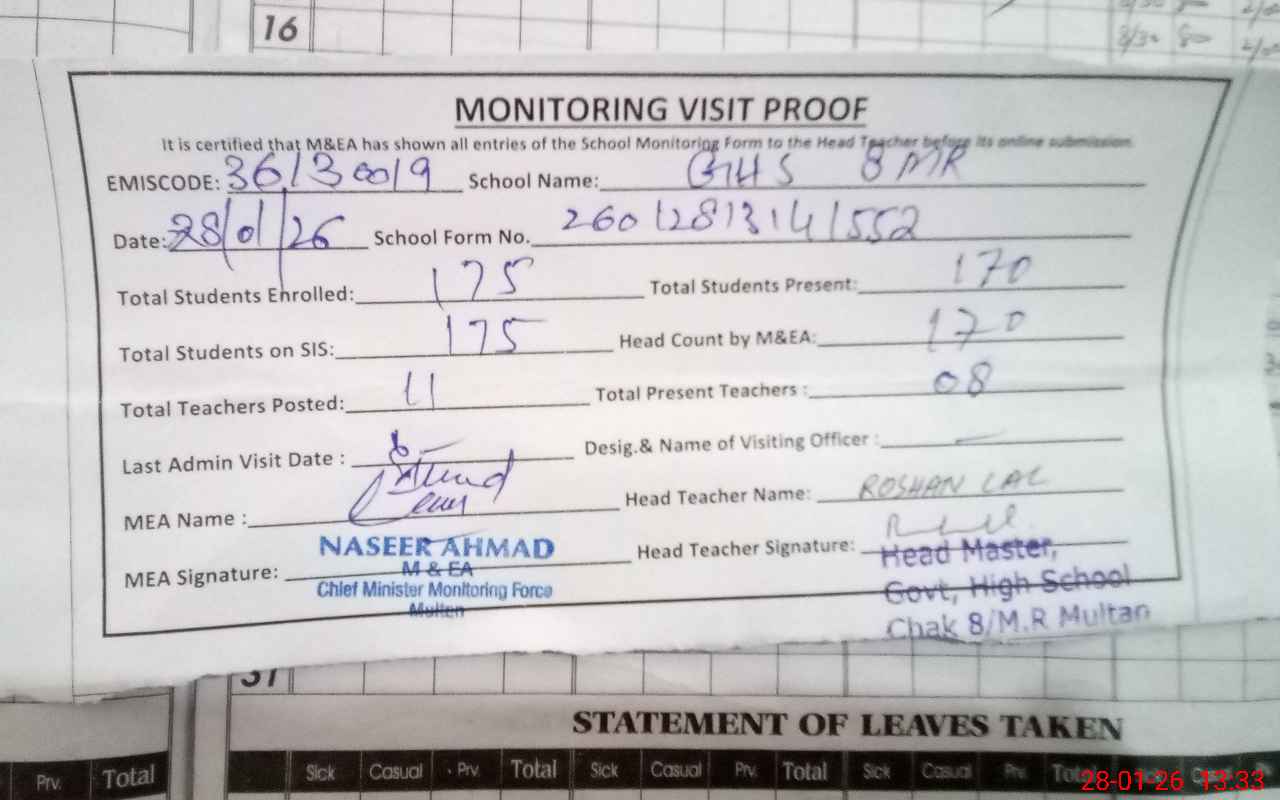 16
MONITORING VISIT PROOF
It is certified that M&EA has shown all entries of the School Monitoring Form to the Head Teacher before its online submission.
EMISCODE: 36130019 School Name: GHS 8 MR
Date: 28/01/26 School Form No. 26012813141552
Total Students Enrolled: 175 Total Students Present: 170
Total Students on SIS: 175 Head Count by M&EA: 170
Total Teachers Posted: 11 Total Present Teachers : 08
Last Admin Visit Date : Desig.& Name of Visiting Officer :
MEA Name : Head Teacher Name: ROSHAN LAL
MEA Signature: Head Teacher Signature:
NASEER AHMAD
M & EA
Chief Minister Monitoring Force
Multan
Head Master,
Govt, High School
Chak 8/M.R Multan
STATEMENT OF LEAVES TAKEN
Prv. Total Sick Casual Prv. Total Sick Casual Prv. Total Sick Casual Prv. Total
28-01-26 13:33